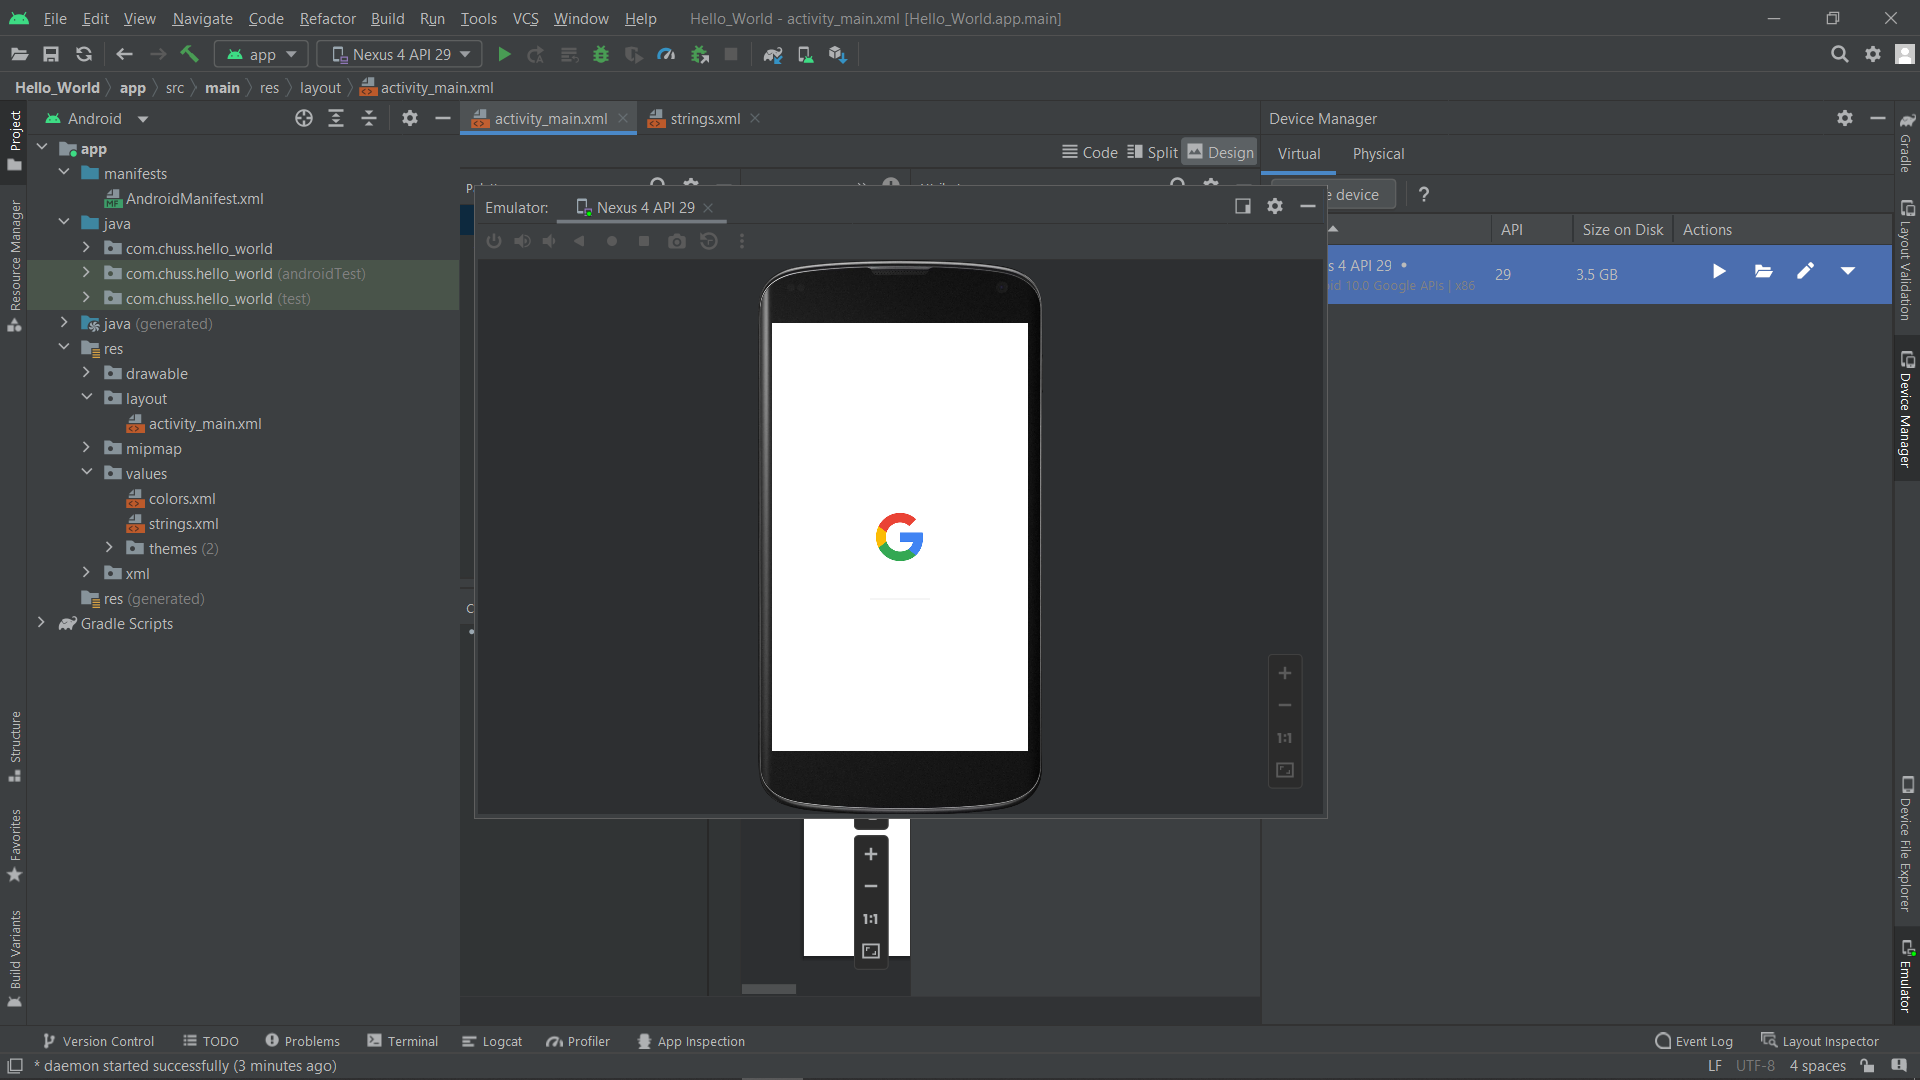 File Edit View Navigate Code Refactor Build Run Tools VCS Window Help Hello_World - activity_main.xml [Hello_World.app.main]
app Nexus 4 API 29
Hello_World app src main res layout activity_main.xml
Project
Resource Manager
Structure
Favorites
Build Variants
Android
app
manifests
AndroidManifest.xml
java
com.chuss.hello_world
com.chuss.hello_world (androidTest)
com.chuss.hello_world (test)
java (generated)
res
drawable
layout
activity_main.xml
mipmap
values
colors.xml
strings.xml
themes (2)
xml
res (generated)
Gradle Scripts
activity_main.xml strings.xml
Code Split Design
Emulator: Nexus 4 API 29
1:1
1:1
Device Manager
Virtual Physical
device
API Size on Disk Actions
4 API 29
10.0 Google APIs | x86
29 3.5 GB
Gradle
Layout Validation
Device Manager
Device File Explorer
Emulator
Version Control TODO Problems Terminal Logcat Profiler App Inspection Event Log Layout Inspector
* daemon started successfully (3 minutes ago) LF UTF-8 4 spaces